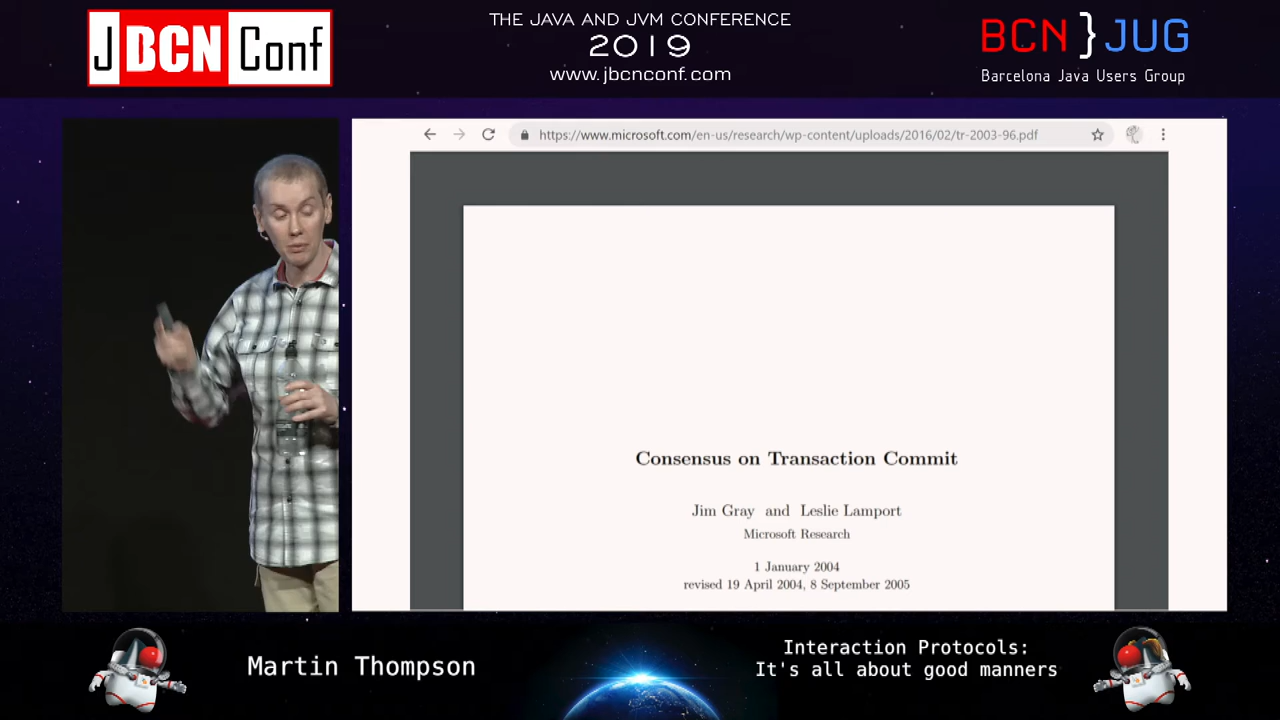 J BCN Conf
THE JAVA AND JVM CONFERENCE
2019
www.jbcnconf.com
BCN } JUG
Barcelona Java Users Group
https://www.microsoft.com/en-us/research/wp-content/uploads/2016/02/tr-2003-96.pdf
Consensus on Transaction Commit
Jim Gray and Leslie Lamport
Microsoft Research
1 January 2004
revised 19 April 2004, 8 September 2005
Martin Thompson
Interaction Protocols:
It's all about good manners